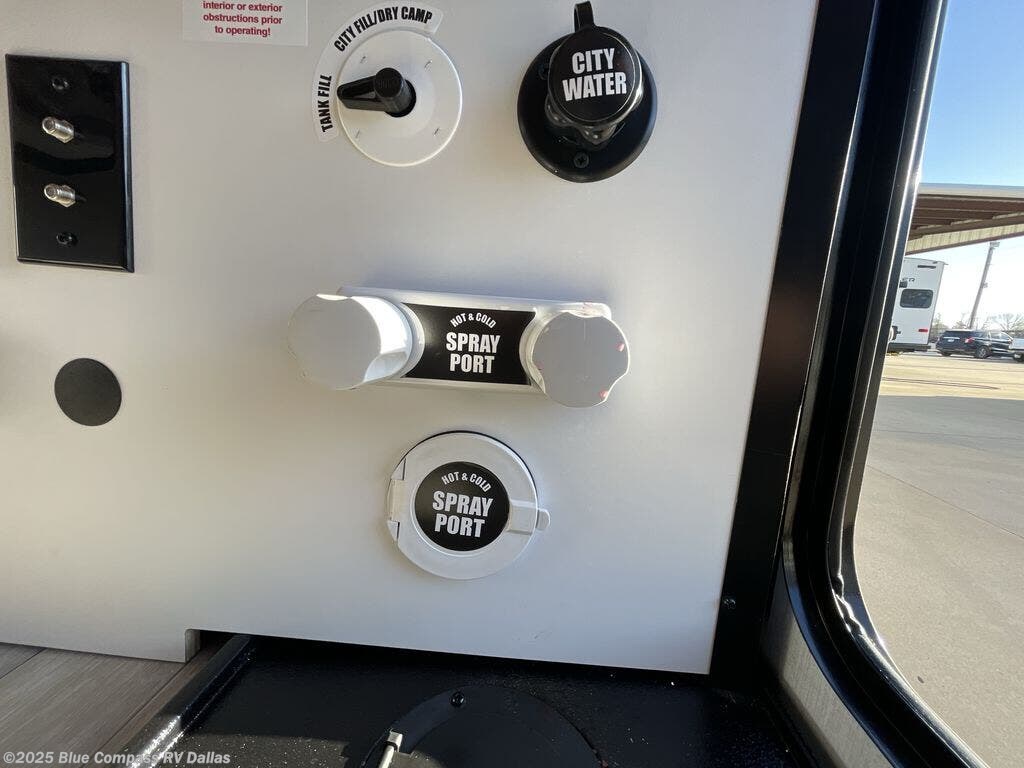 interior or exterior
obstructions prior
to operating!
CITY FILL/DRY CAMP
TANK FILL
CITY
WATER
HOT & COLD
SPRAY
PORT
HOT & COLD
SPRAY
PORT
©2025 Blue Compass RV Dallas